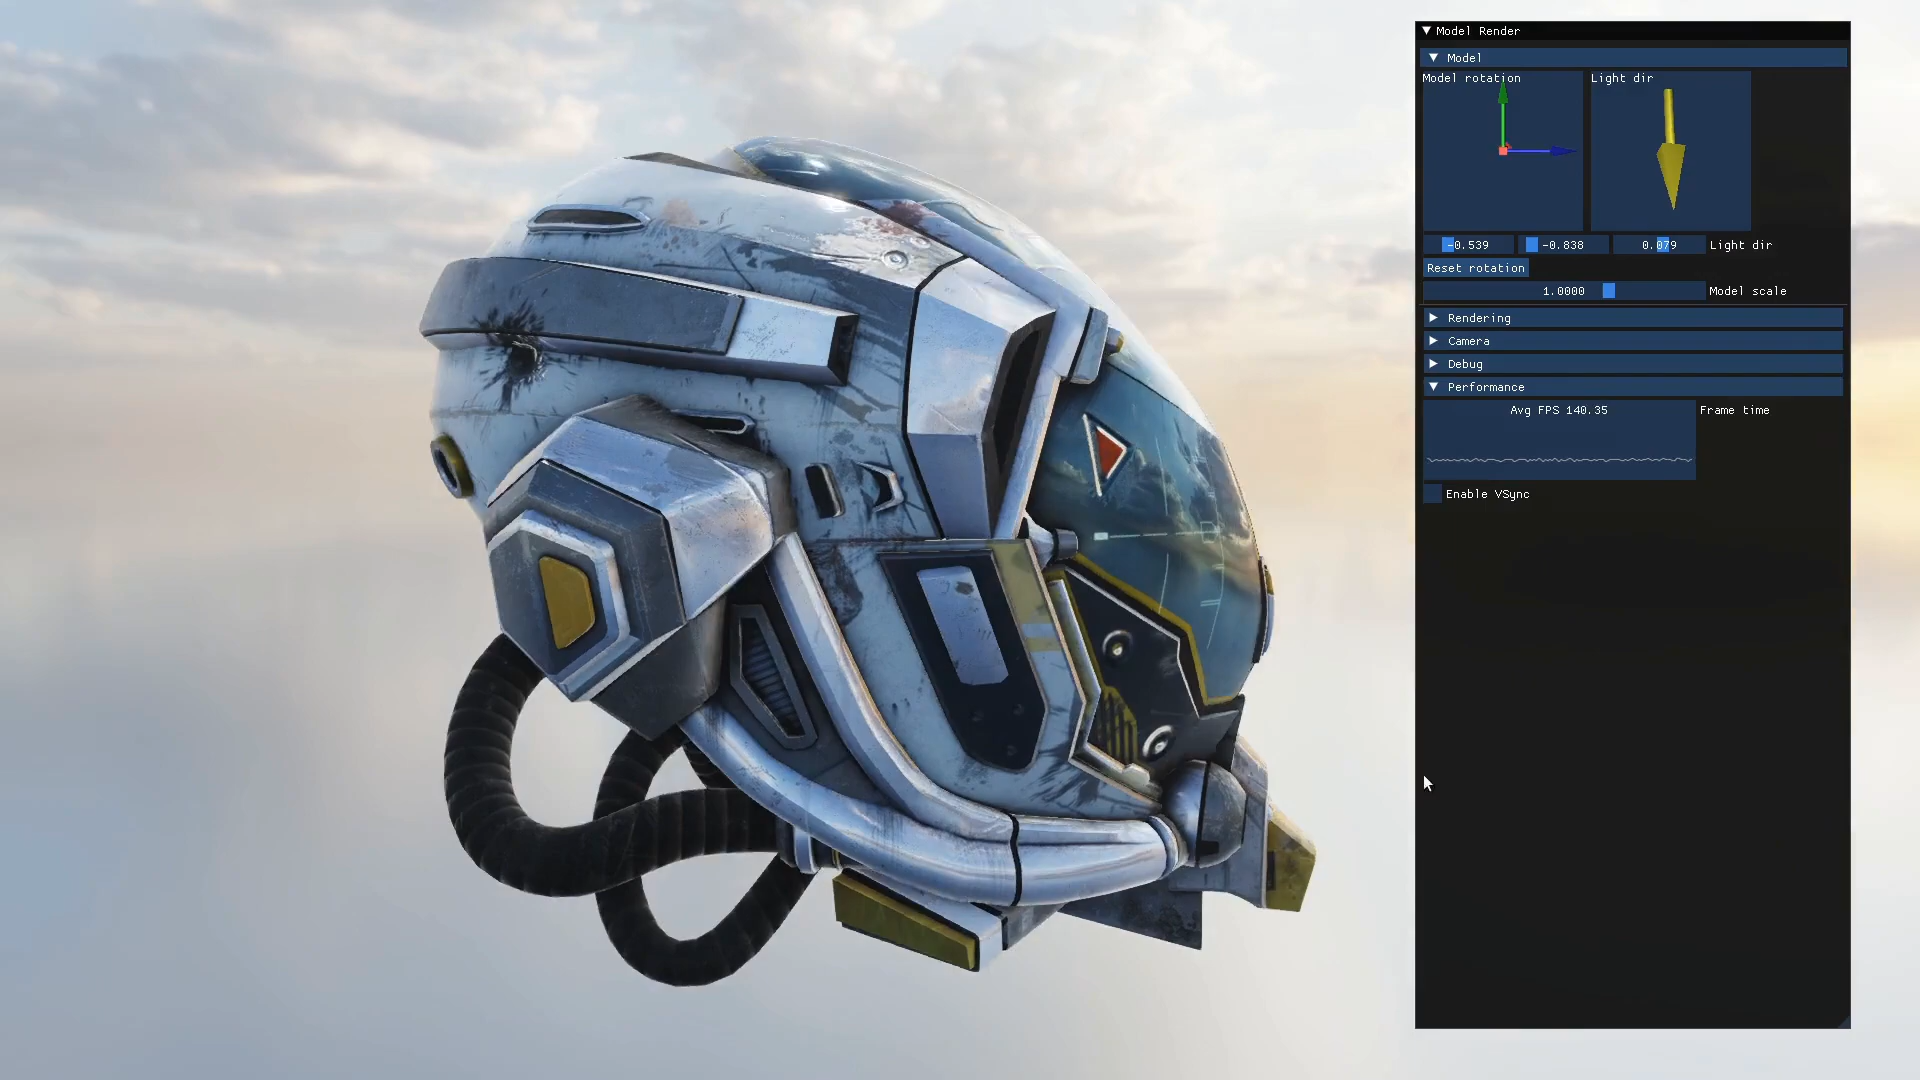 Model Render
Model
Model rotation
Light dir
-0.539 -0.838 0.079 Light dir
Reset rotation
1.0000 Model scale
Rendering
Camera
Debug
Performance
Avg FPS 140.35 Frame time
Enable VSync